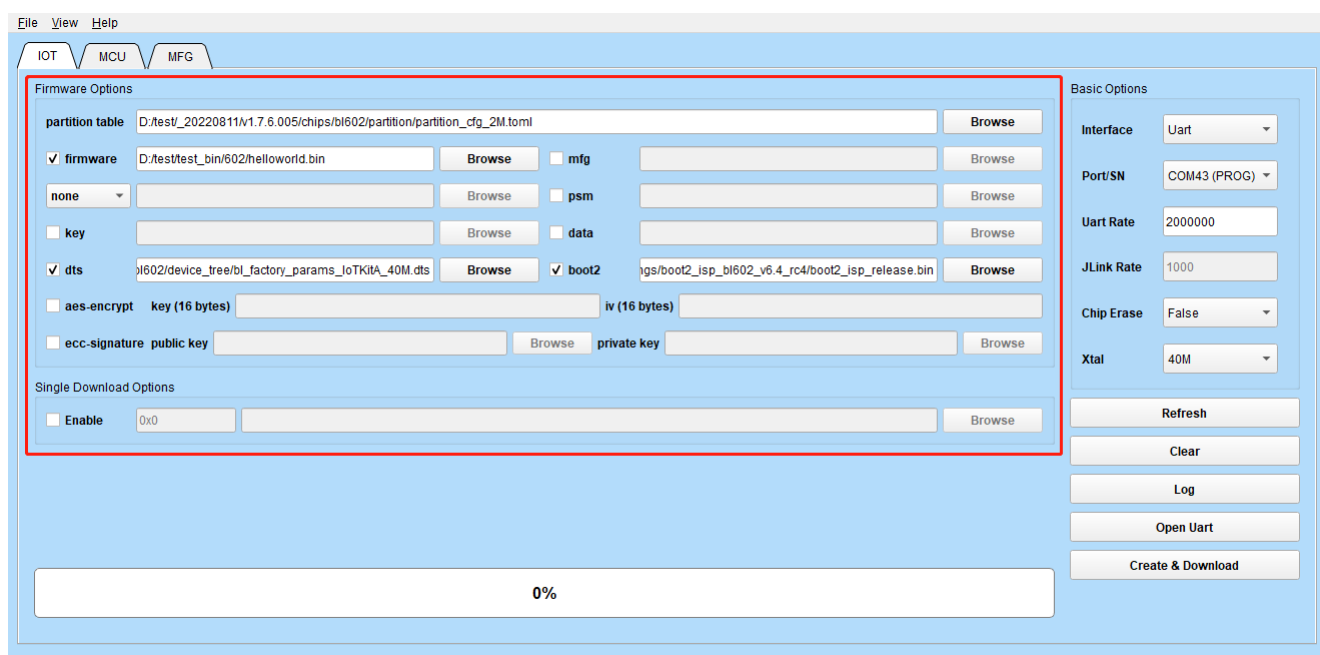 File View Help
IOT MCU MFG
Firmware Options
partition table D:/test/_20220811/v1.7.6.005/chips/bl602/partition/partition_cfg_2M.toml Browse
firmware D:/test/test_bin/602/helloworld.bin Browse mfg Browse
none Browse psm Browse
key Browse data Browse
dts bl602/device_tree/bl_factory_params_IoTKitA_40M.dts Browse boot2 ngs/boot2_isp_bl602_v6.4_rc4/boot2_isp_release.bin Browse
aes-encrypt key (16 bytes) iv (16 bytes)
ecc-signature public key Browse private key Browse
Single Download Options
Enable 0x0 Browse
0%
Basic Options
Interface Uart
Port/SN COM43 (PROG)
Uart Rate 2000000
JLink Rate 1000
Chip Erase False
Xtal 40M
Refresh
Clear
Log
Open Uart
Create & Download